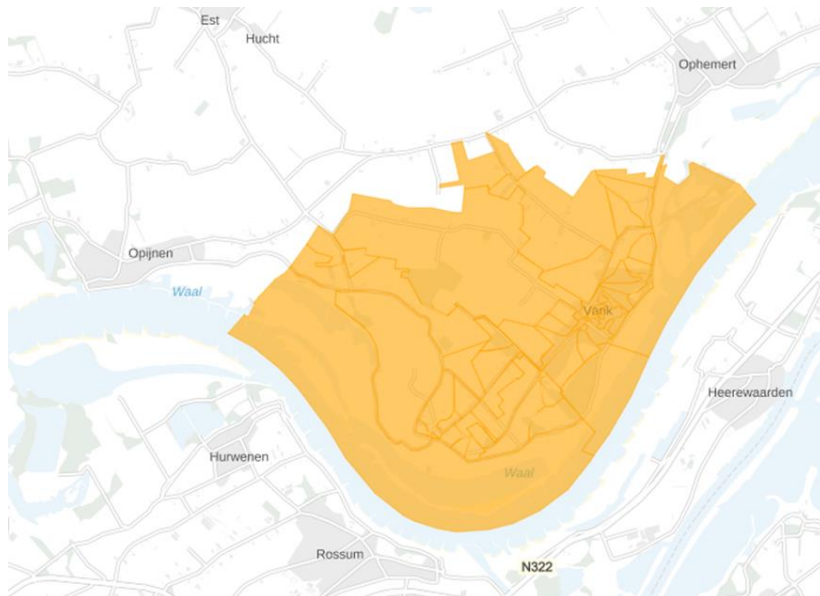 Est
Hucht
Ophemert
Opijnen
Waal
Varik
Heerewaarden
Hurwenen
Waal
Rossum
N322